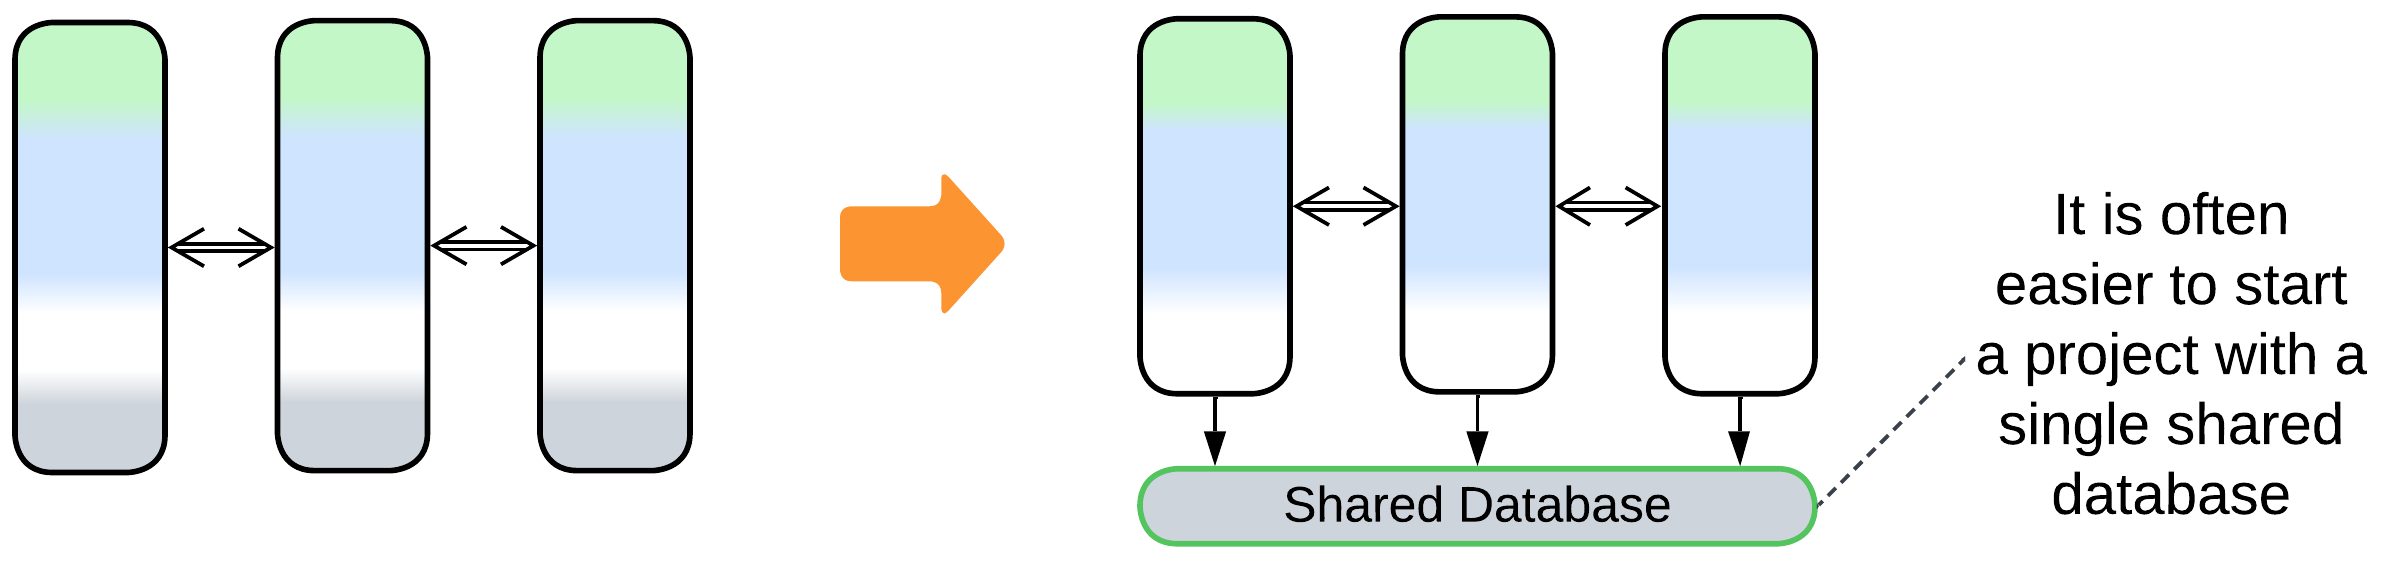 It is often
easier to start
a project with a
single shared
database
Shared Database